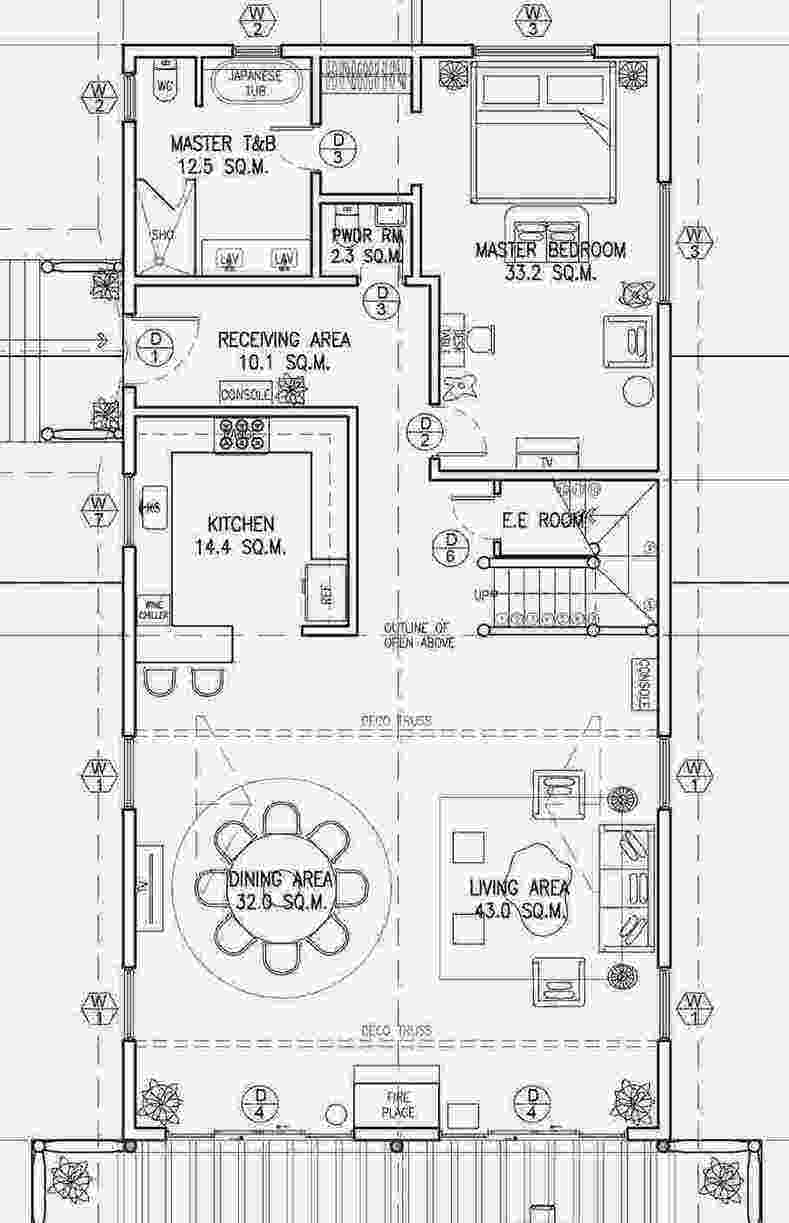 W
2
W
3
W
2
WC
JAPANESE
TUB
MASTER T&B
12.5 SQ.M.
D
3
SHO
LAV
LAV
PWDR RM
2.3 SQ.M.
MASTER BEDROOM
33.2 SQ.M.
W
3
D
3
D
1
RECEIVING AREA
10.1 SQ.M.
CONSOLE
D
2
TV
W
7
KS
KITCHEN
14.4 SQ.M.
E.E ROOM
D
6
REF.
WINE
CHILLER
UP
OUTLINE OF
OPEN ABOVE
CONSOLE
DECO TRUSS
W
1
W
1
TV
DINING AREA
32.0 SQ.M.
LIVING AREA
43.0 SQ.M.
W
1
W
1
DECO TRUSS
D
4
FIRE
PLACE
D
4